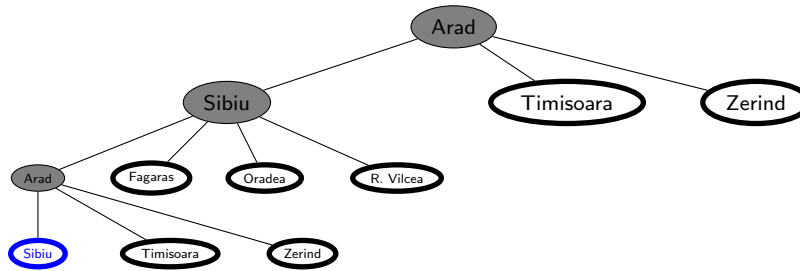 Arad
Sibiu Timisoara Zerind
Arad Fagaras Oradea R. Vilcea
Sibiu Timisoara Zerind